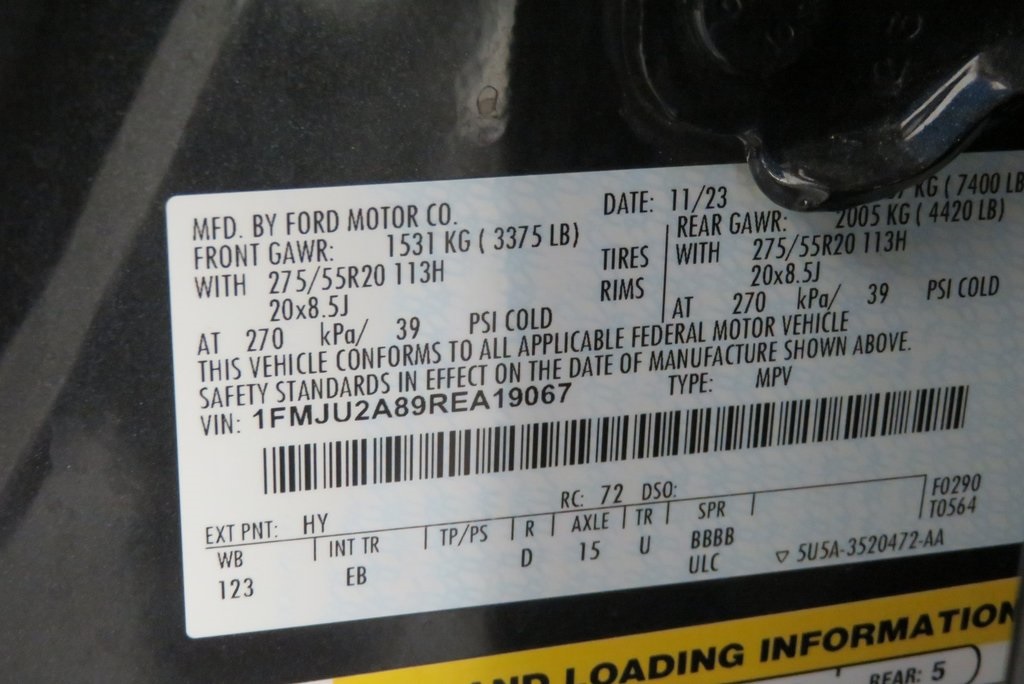 MFD. BY FORD MOTOR CO.
DATE: 11/23
KG ( 7400 LB
FRONT GAWR: 1531 KG ( 3375 LB)
REAR GAWR: 2005 KG ( 4420 LB)
WITH 275/55R20 113H
TIRES
WITH 275/55R20 113H
20x8.5J
RIMS
20x8.5J
AT 270 kPa/ 39 PSI COLD
AT 270 kPa/ 39 PSI COLD
THIS VEHICLE CONFORMS TO ALL APPLICABLE FEDERAL MOTOR VEHICLE
SAFETY STANDARDS IN EFFECT ON THE DATE OF MANUFACTURE SHOWN ABOVE.
VIN: 1FMJU2A89REA19067 TYPE: MPV
EXT PNT: HY RC: 72 DSO: F0290
T0564
WB INT TR TP/PS R AXLE TR SPR
123 EB D 15 U BBBB
ULC
5U5A-3520472-AA
ND LOADING INFORMATION
REAR: 5